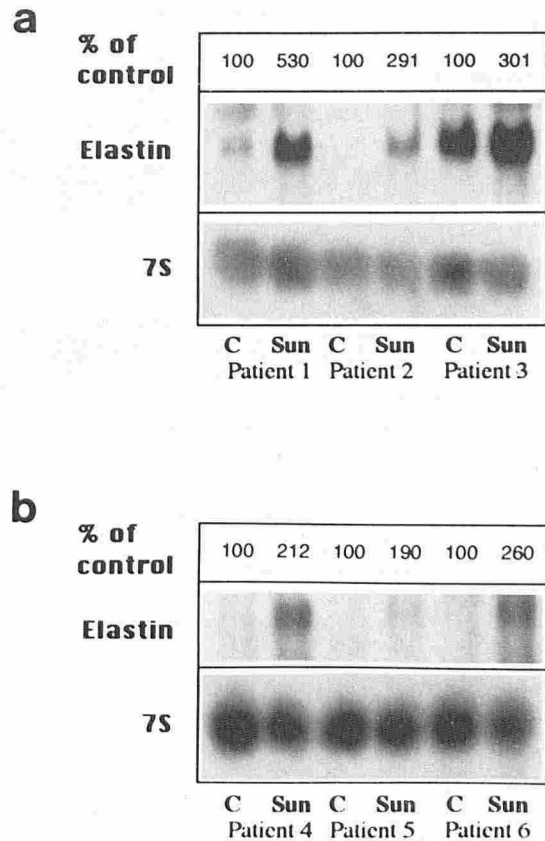 a
% of
control
100 530 100 291 100 301
Elastin
7S
C Sun C Sun C Sun
Patient 1 Patient 2 Patient 3
b
% of
control
100 212 100 190 100 260
Elastin
7S
C Sun C Sun C Sun
Patient 4 Patient 5 Patient 6